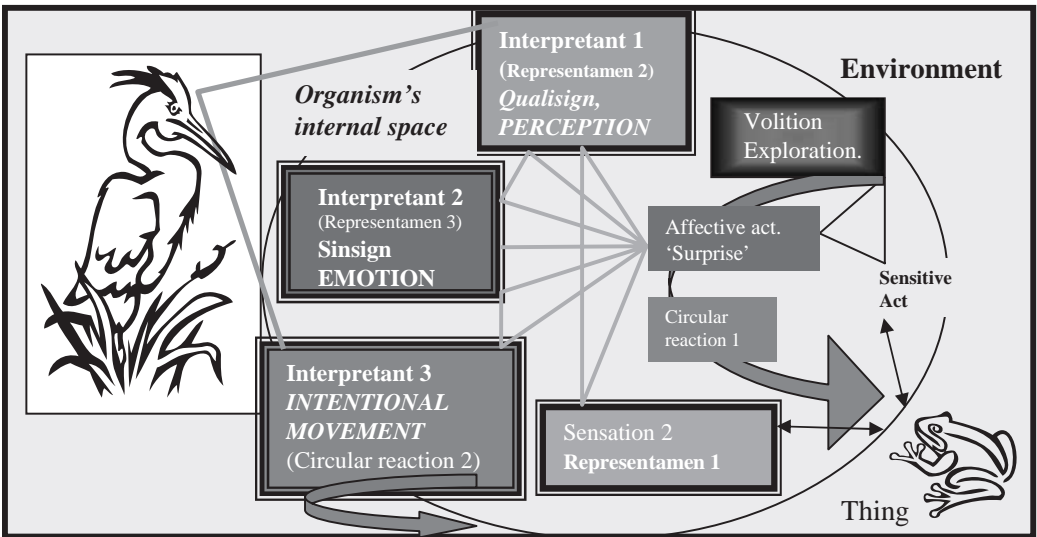 Interpretant 1
(Representamen 2)
Qualisign,
PERCEPTION
Environment
Organism's
internal space
Volition
Exploration.
Interpretant 2
(Representamen 3)
Sinsign
EMOTION
Affective act.
‘Surprise’
Sensitive
Act
Circular
reaction 1
Interpretant 3
INTENTIONAL
MOVEMENT
(Circular reaction 2)
Sensation 2
Representamen 1
Thing